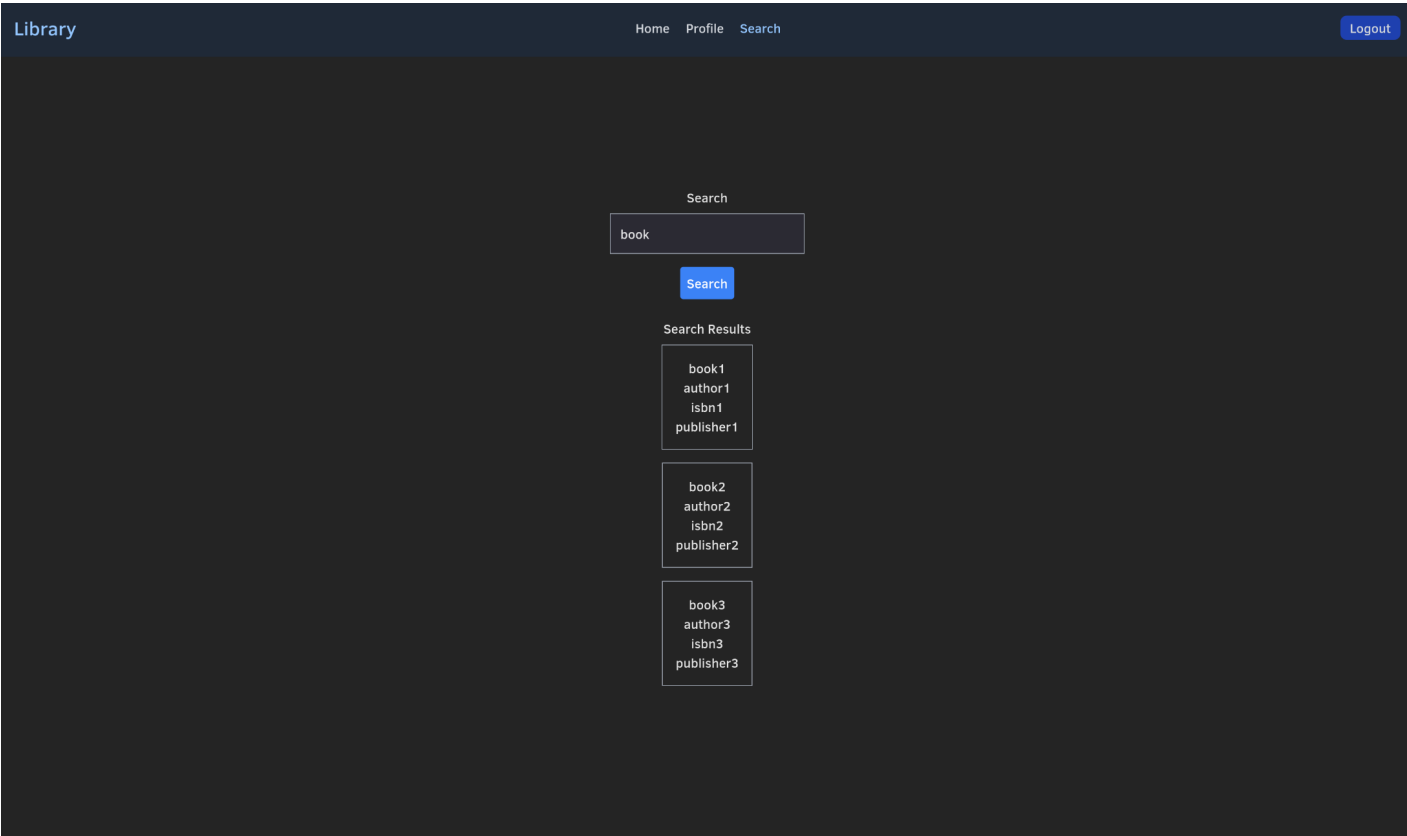 Library
Home Profile Search
Logout
Search
book
Search
Search Results
book1
author1
isbn1
publisher1
book2
author2
isbn2
publisher2
book3
author3
isbn3
publisher3